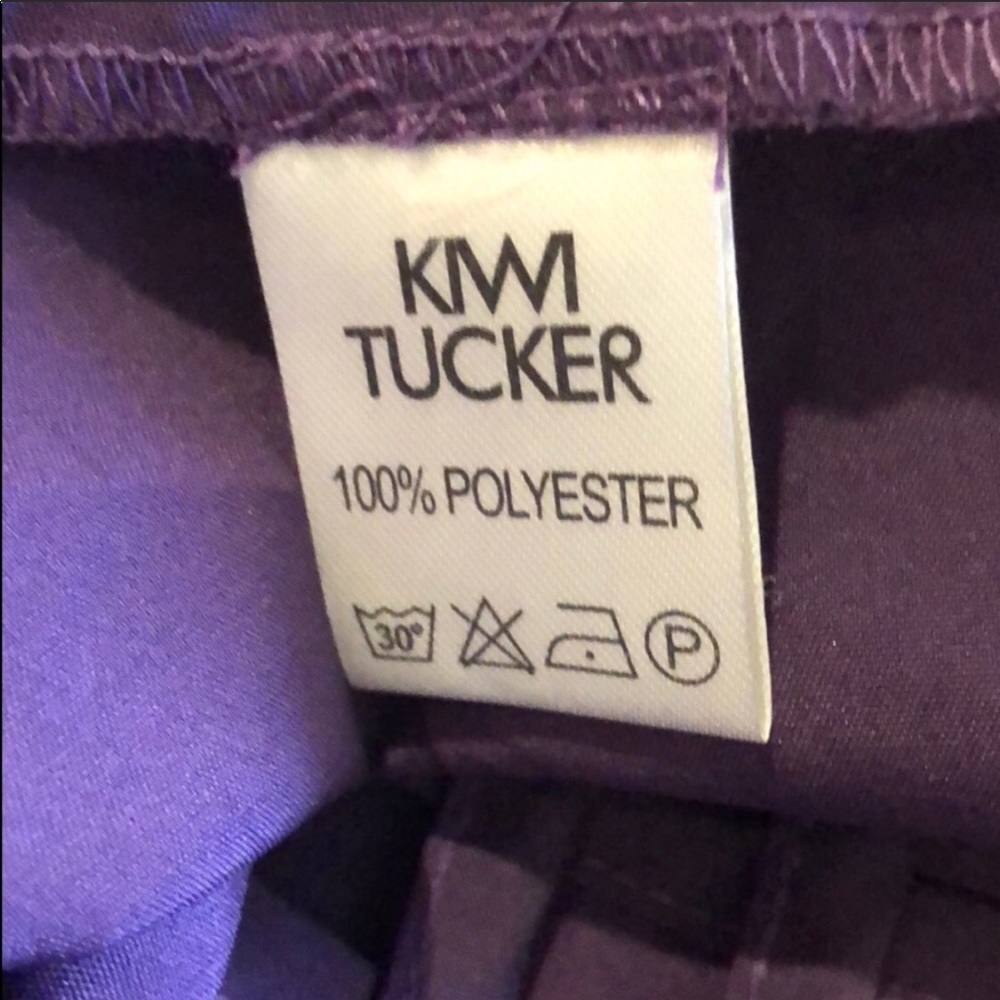 KIWI
TUCKER
100% POLYESTER
30° P